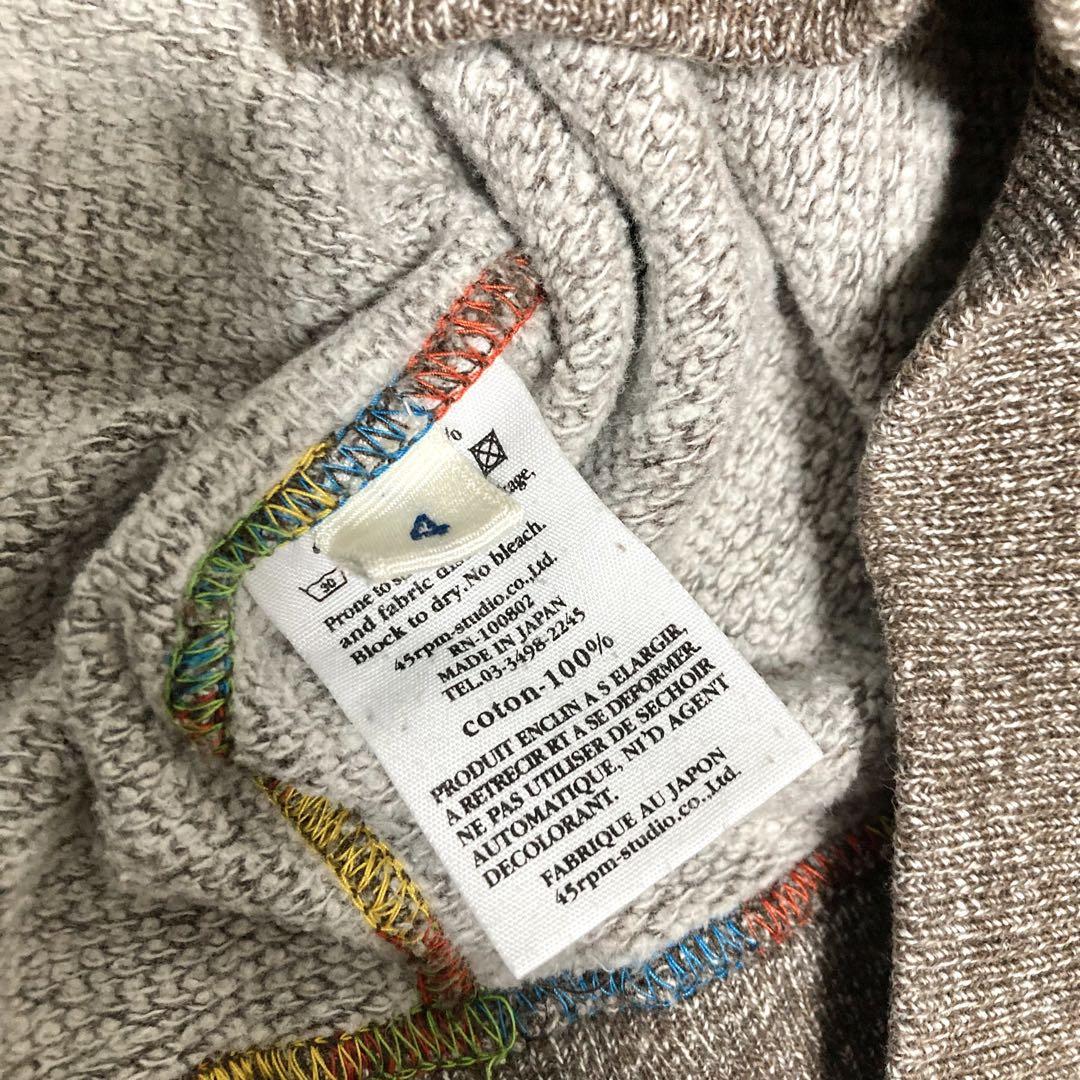 %
4
30
Prone to
and fabric
Block to dry. No bleach.
45rpm-studio.co.,Ltd.
RN-100802
MADE IN JAPAN
TEL.03-3498-2245
coton-100%
PRODUIT ENCLIN A S ELARGIR,
A RETRECIR RT A SE DEFORMER.
NE PAS UTILISER DE SECHOIR
AUTOMATIQUE, NI'D AGENT
DECOLORANT.
FABRIQUE AU JAPON
45rpm-studio.co.,Ltd.